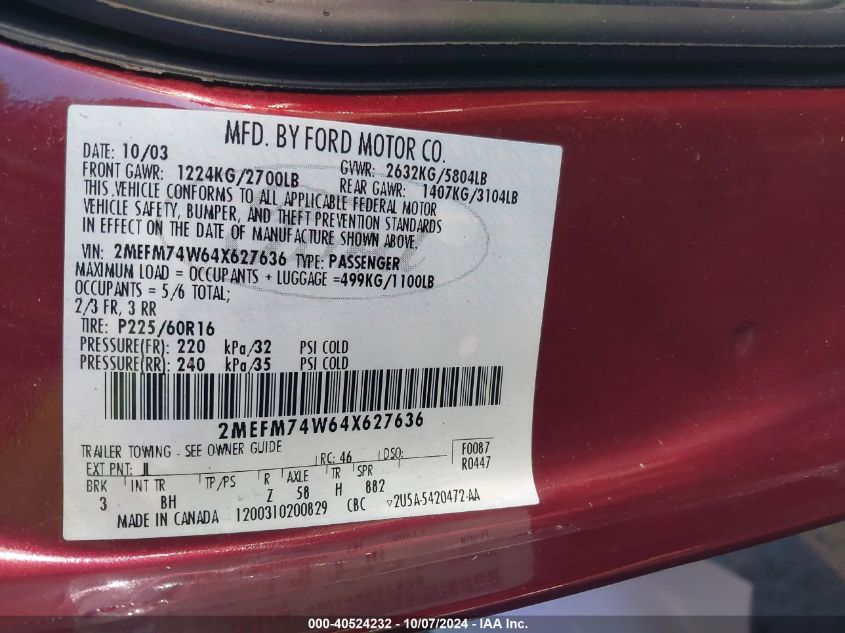 MFD. BY FORD MOTOR CO.
DATE: 10/03 GVWR: 2632KG/5804LB
FRONT GAWR: 1224KG/2700LB REAR GAWR: 1407KG/3104LB
THIS VEHICLE CONFORMS TO ALL APPLICABLE FEDERAL MOTOR
VEHICLE SAFETY, BUMPER, AND THEFT PREVENTION STANDARDS
IN EFFECT ON THE DATE OF MANUFACTURE SHOWN ABOVE.
VIN: 2MEFM74W64X627636 TYPE: PASSENGER
MAXIMUM LOAD = OCCUPANTS + LUGGAGE =499KG/1100LB
OCCUPANTS = 5/6 TOTAL;
2/3 FR, 3 RR
TIRE: P225/60R16
PRESSURE(FR): 220 kPa/32 PSI COLD
PRESSURE(RR): 240 kPa/35 PSI COLD
2MEFM74W64X627636
TRAILER TOWING - SEE OWNER GUIDE
EXT PNT: JL RC: 46 DSO: F0087
R0447
BRK INT TR TP/PS R AXLE TR SPR
3 BH Z 58 H 882
MADE IN CANADA 1200310200829 CBC ▽2U5A-5420472-AA
000-40524232 - 10/07/2024 - IAA Inc.